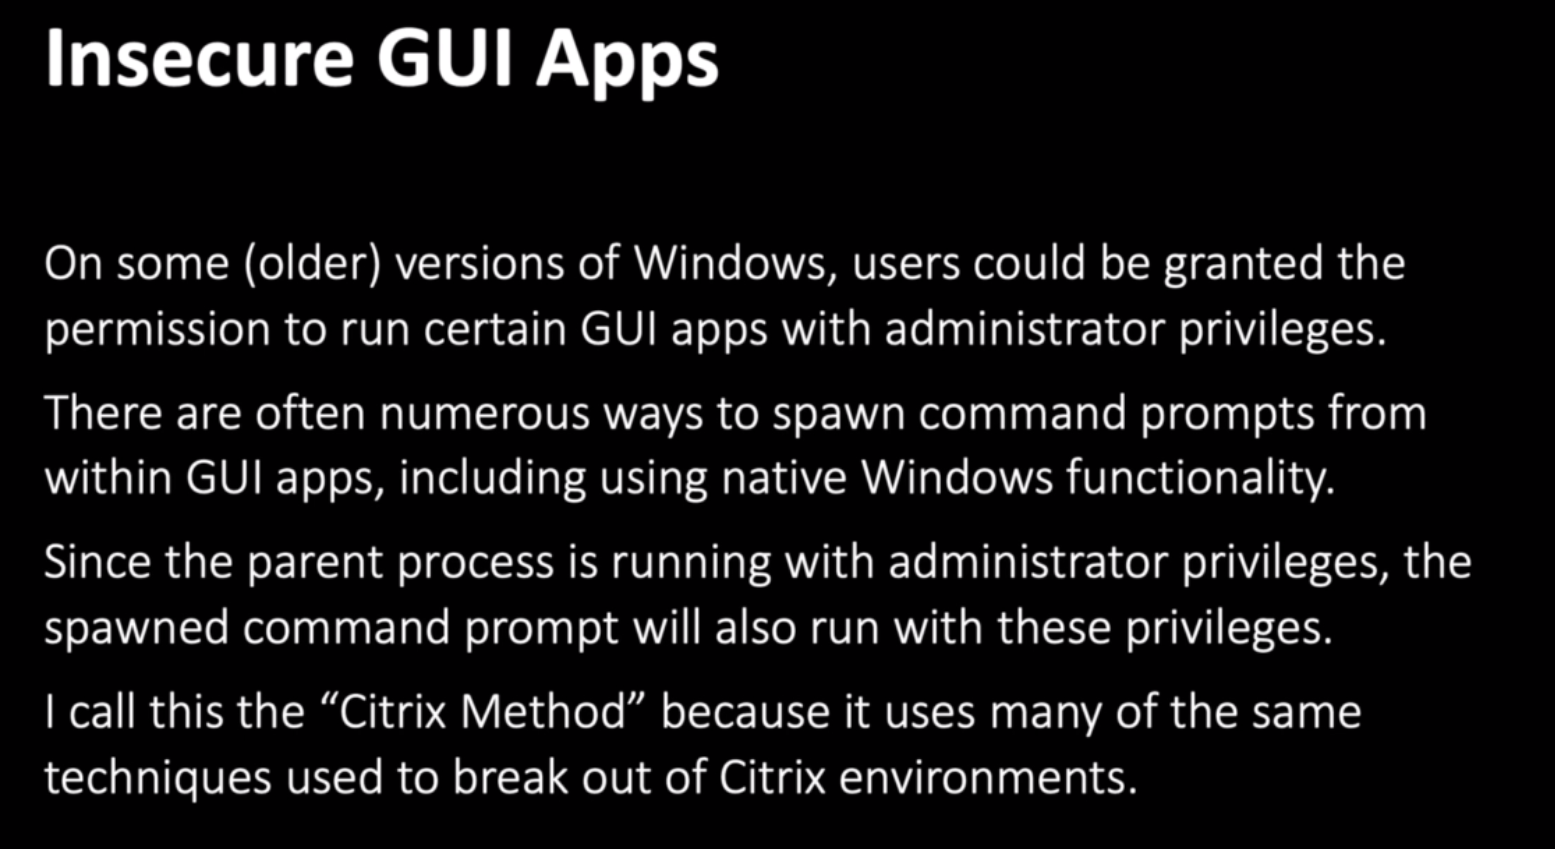 Insecure GUI Apps
On some (older) versions of Windows, users could be granted the
permission to run certain GUI apps with administrator privileges.
There are often numerous ways to spawn command prompts from
within GUI apps, including using native Windows functionality.
Since the parent process is running with administrator privileges, the
spawned command prompt will also run with these privileges.
I call this the “Citrix Method” because it uses many of the same
techniques used to break out of Citrix environments.